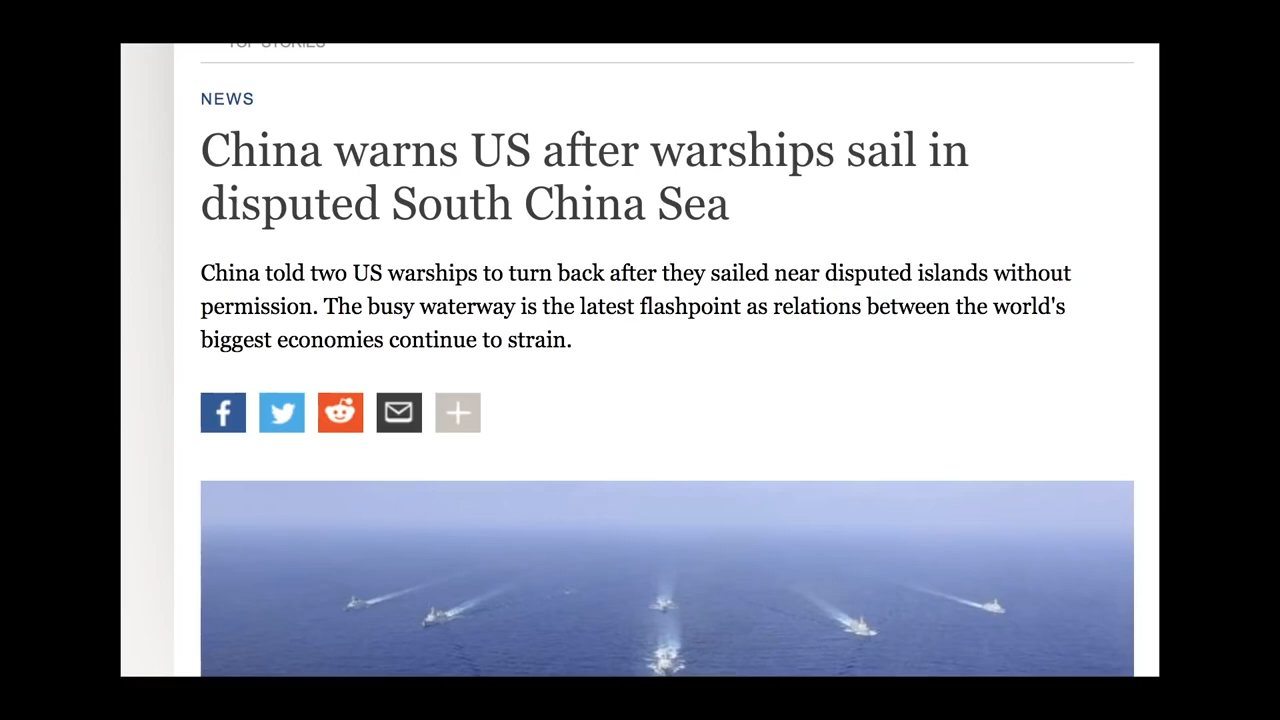 TOP STORIES
NEWS
China warns US after warships sail in
disputed South China Sea
China told two US warships to turn back after they sailed near disputed islands without
permission. The busy waterway is the latest flashpoint as relations between the world's
biggest economies continue to strain.